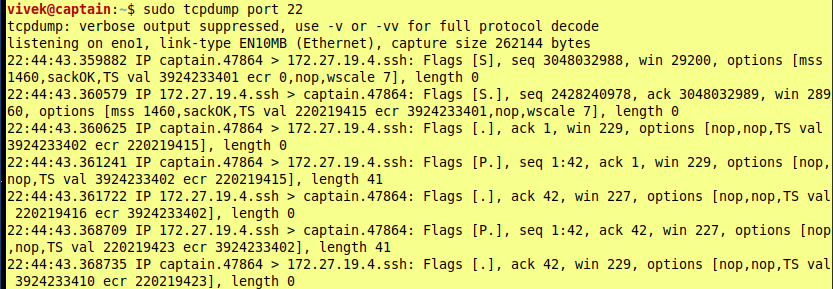 vivek@captain:~$ sudo tcpdump port 22
tcpdump: verbose output suppressed, use -v or -vv for full protocol decode
listening on eno1, link-type EN10MB (Ethernet), capture size 262144 bytes
22:44:43.359882 IP captain.47864 > 172.27.19.4.ssh: Flags [S], seq 3048032988, win 29200, options [mss
1460,sackOK,TS val 3924233401 ecr 0,nop,wscale 7], length 0
22:44:43.360579 IP 172.27.19.4.ssh > captain.47864: Flags [S.], seq 2428240978, ack 3048032989, win 289
60, options [mss 1460,sackOK,TS val 220219415 ecr 3924233401,nop,wscale 7], length 0
22:44:43.360625 IP captain.47864 > 172.27.19.4.ssh: Flags [.], ack 1, win 229, options [nop,nop,TS val
3924233402 ecr 220219415], length 0
22:44:43.361241 IP captain.47864 > 172.27.19.4.ssh: Flags [P.], seq 1:42, ack 1, win 229, options [nop,
nop,TS val 3924233402 ecr 220219415], length 41
22:44:43.361722 IP 172.27.19.4.ssh > captain.47864: Flags [.], ack 42, win 227, options [nop,nop,TS val
220219416 ecr 3924233402], length 0
22:44:43.368709 IP 172.27.19.4.ssh > captain.47864: Flags [P.], seq 1:42, ack 42, win 227, options [nop
,nop,TS val 220219423 ecr 3924233402], length 41
22:44:43.368735 IP captain.47864 > 172.27.19.4.ssh: Flags [.], ack 42, win 229, options [nop,nop,TS val
3924233410 ecr 220219423], length 0